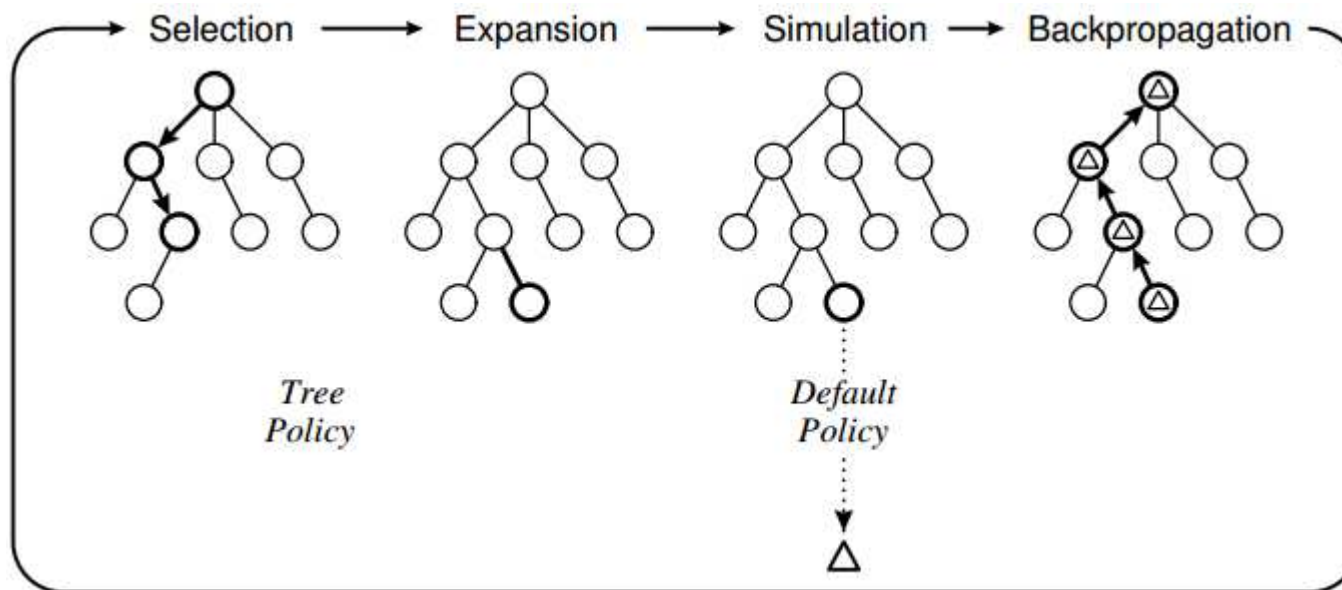 Selection Expansion Simulation Backpropagation
Tree
Policy
Default
Policy